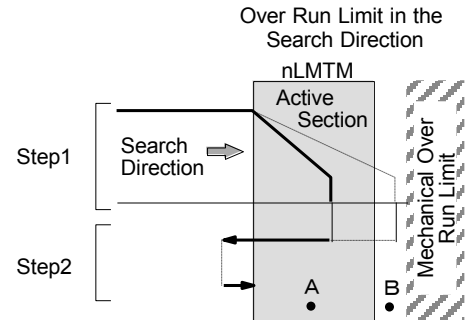 Over Run Limit in the
Search Direction
nLMTM
Active
Section
Step1
Search
Direction
Mechanical Over
Run Limit
Step2
A
B